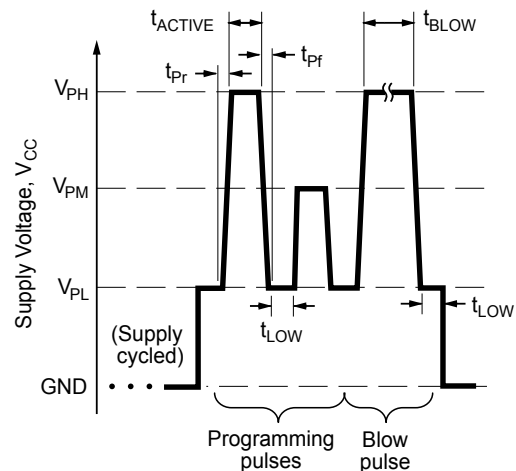 tACTIVE
tBLOW
tPr
tPf
VPH
VPM
VPL
GND
Supply Voltage, VCC
(Supply
cycled)
tLOW
tLOW
Programming
pulses
Blow
pulse